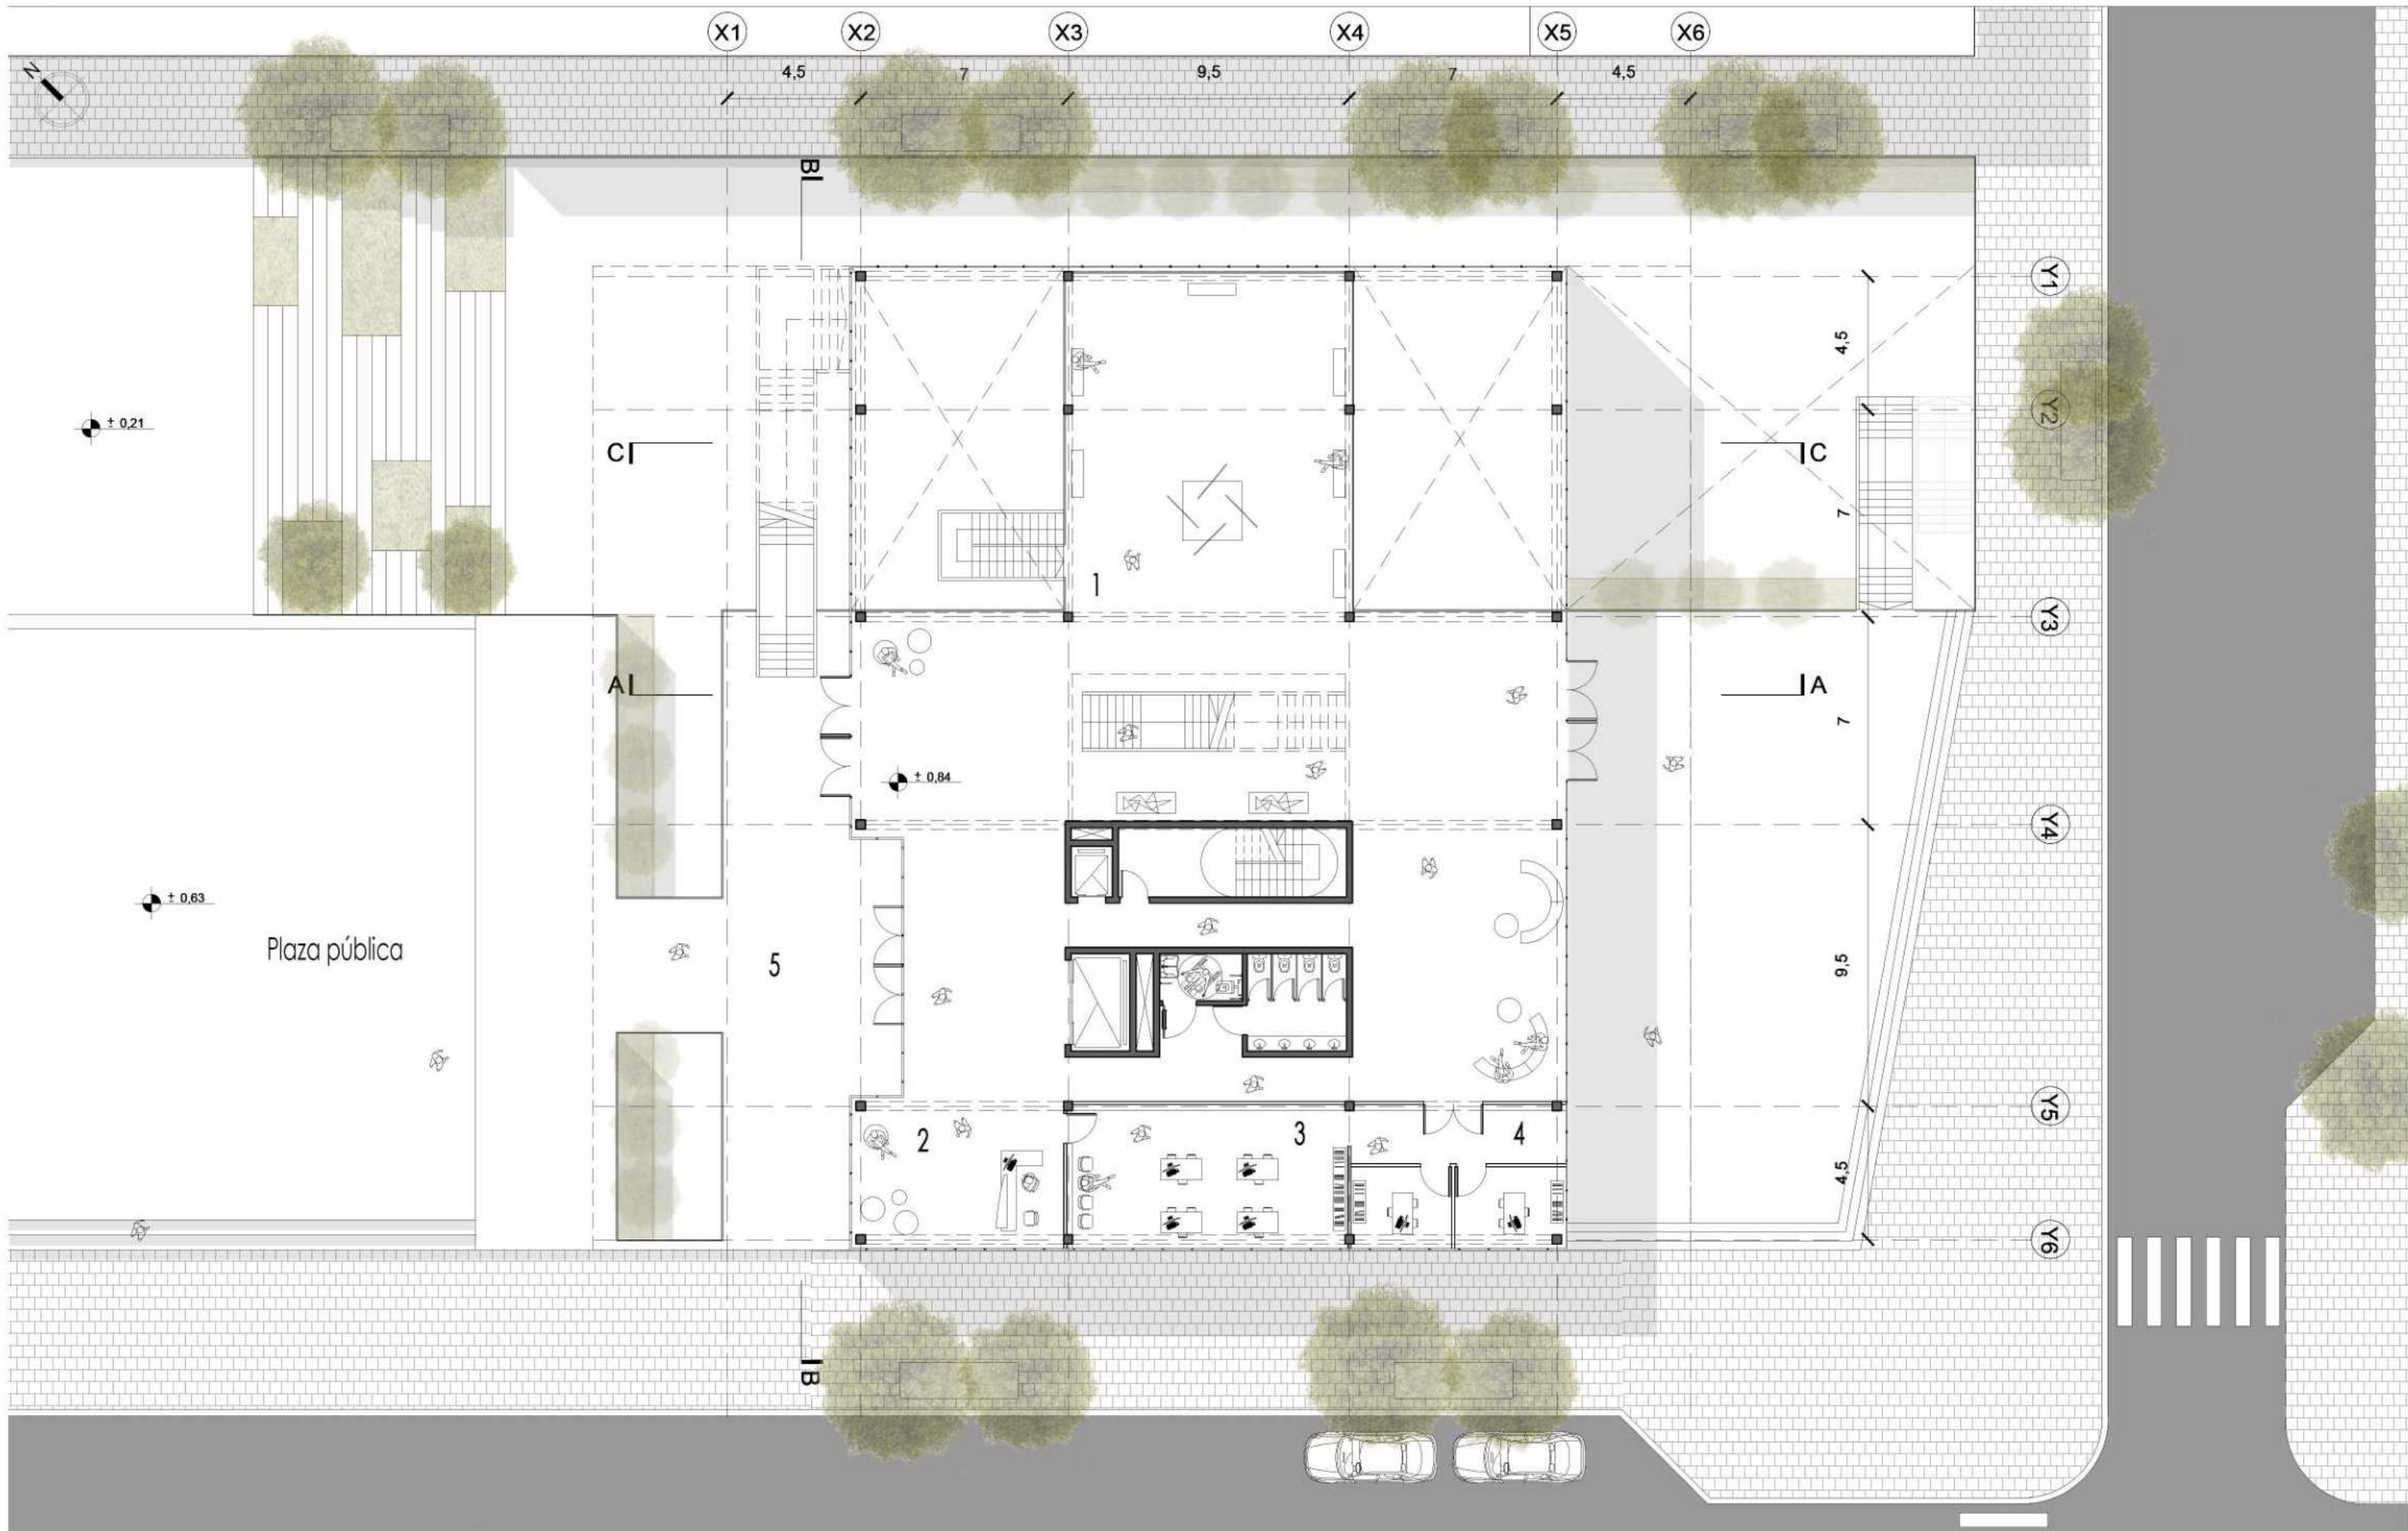 X1 X2 X3 X4 X5 X6
4,5 7 9,5 7 4,5
N
B
Y1
4,5
± 0,21
Y2
C C
7
1
Y3
A A
7
± 0,84
Y4
± 0,63
Plaza pública
5
9,5
Y5
2 3 4
4,5
Y6
B